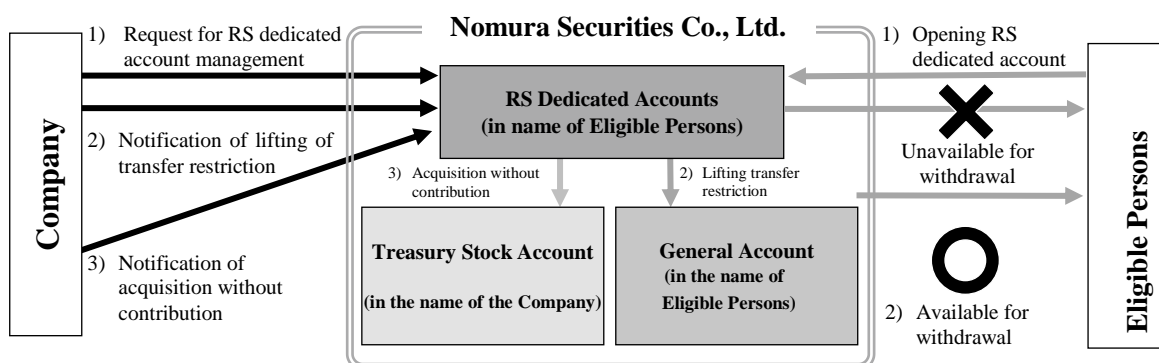 Nomura Securities Co., Ltd.
Company
1) Request for RS dedicated
account management
2) Notification of lifting of
transfer restriction
3) Notification of
acquisition without
contribution
RS Dedicated Accounts
(in name of Eligible Persons)
3) Acquisition without
contribution
2) Lifting transfer
restriction
Treasury Stock Account
(in the name of the Company)
General Account
(in the name of
Eligible Persons)
1) Opening RS
dedicated account
Unavailable for
withdrawal
2) Available for
withdrawal
Eligible Persons